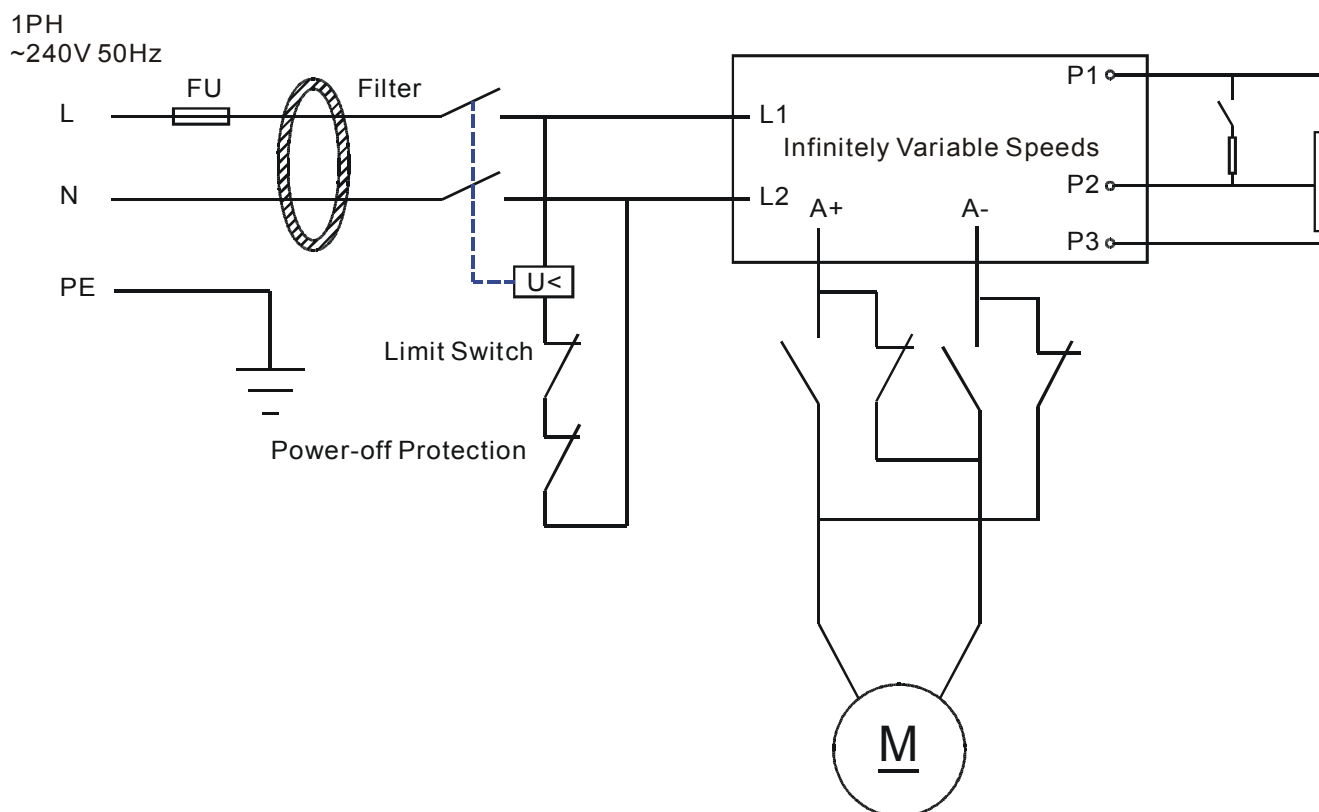 1PH
~240V 50Hz
FU
Filter
L
N
PE
U<
Limit Switch
Power-off Protection
L1
L2
Infinitely Variable Speeds
A+
A-
P1
P2
P3
M